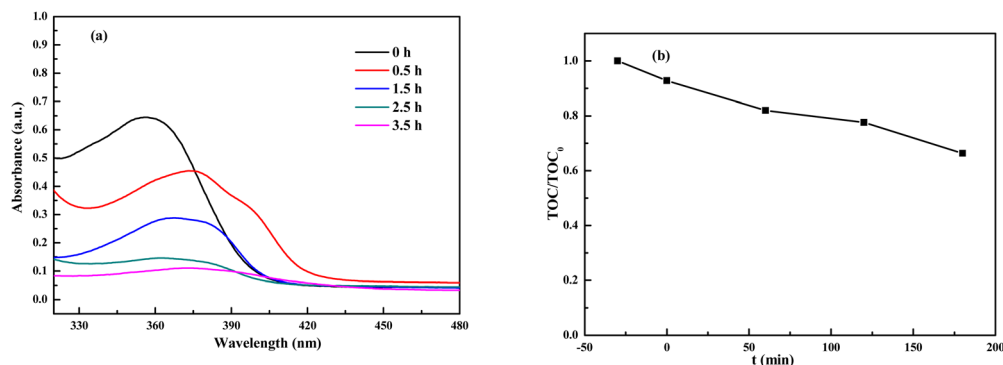 (a)
1.0
0.9
0.8
0.7
0.6
0.5
0.4
0.3
0.2
0.1
0.0
Absorbance (a.u.)
0 h
0.5 h
1.5 h
2.5 h
3.5 h
330 360 390 420 450 480
Wavelength (nm)
(b)
1.0
0.8
0.6
0.4
0.2
0.0
TOC/TOC₀
-50 0 50 100 150 200
t (min)